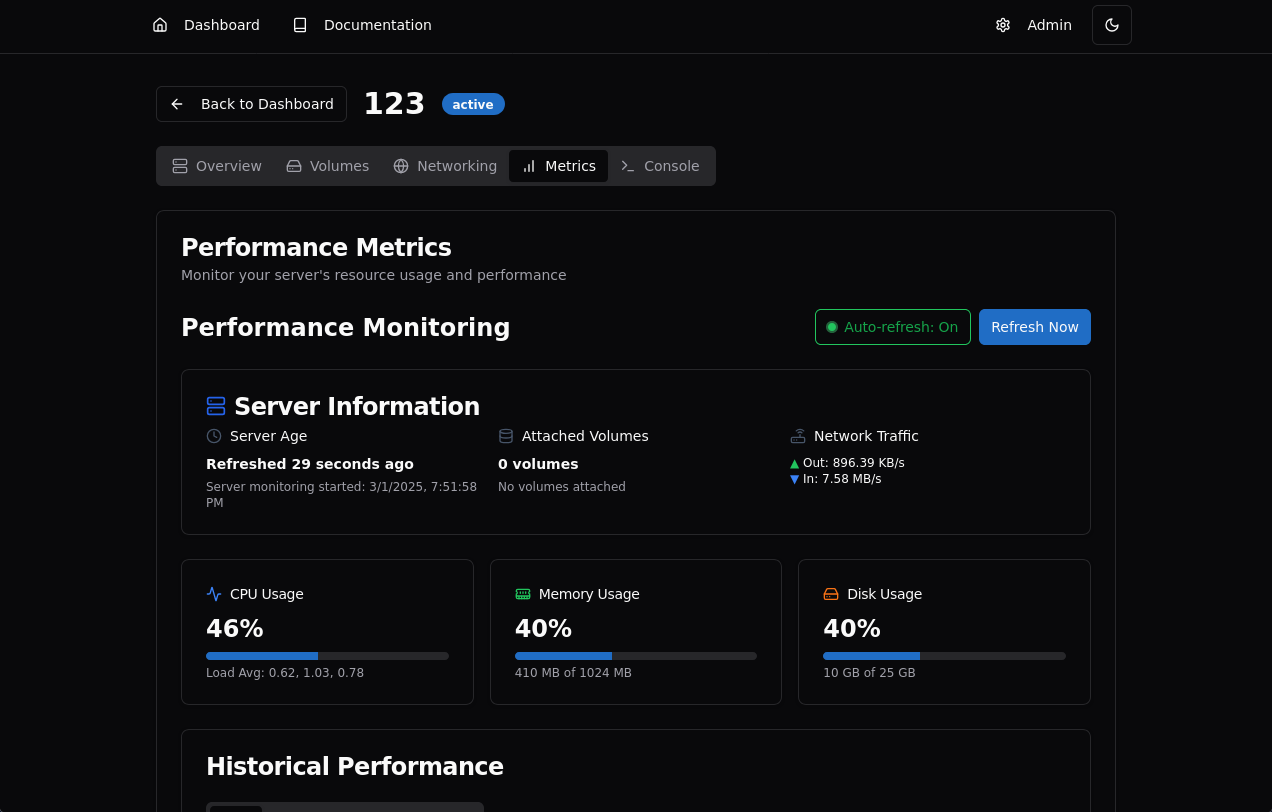 Dashboard Documentation Admin
Back to Dashboard 123 active
Overview Volumes Networking Metrics Console
Performance Metrics
Monitor your server's resource usage and performance
Performance Monitoring Auto-refresh: On Refresh Now
Server Information
Server Age Attached Volumes Network Traffic
Refreshed 29 seconds ago 0 volumes ▲ Out: 896.39 KB/s
Server monitoring started: 3/1/2025, 7:51:58 No volumes attached ▼ In: 7.58 MB/s
PM
CPU Usage Memory Usage Disk Usage
46% 40% 40%
Load Avg: 0.62, 1.03, 0.78 410 MB of 1024 MB 10 GB of 25 GB
Historical Performance